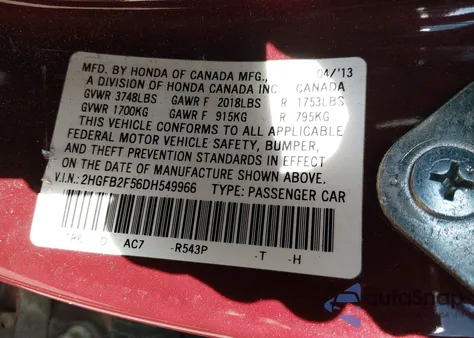 MFD. BY HONDA OF CANADA MFG., 04/'13
A DIVISION OF HONDA CANADA INC. CANADA
GVWR 3748LBS GAWR F 2018LBS R 1753LBS
GVWR 1700KG GAWR F 915KG R 795KG
THIS VEHICLE CONFORMS TO ALL APPLICABLE
FEDERAL MOTOR VEHICLE SAFETY, BUMPER,
AND THEFT PREVENTION STANDARDS IN EFFECT
ON THE DATE OF MANUFACTURE SHOWN ABOVE.
V.I.N.: 2HGFB2F56DH549966 TYPE: PASSENGER CAR
AC7 -R543P -T -H
autoSnap